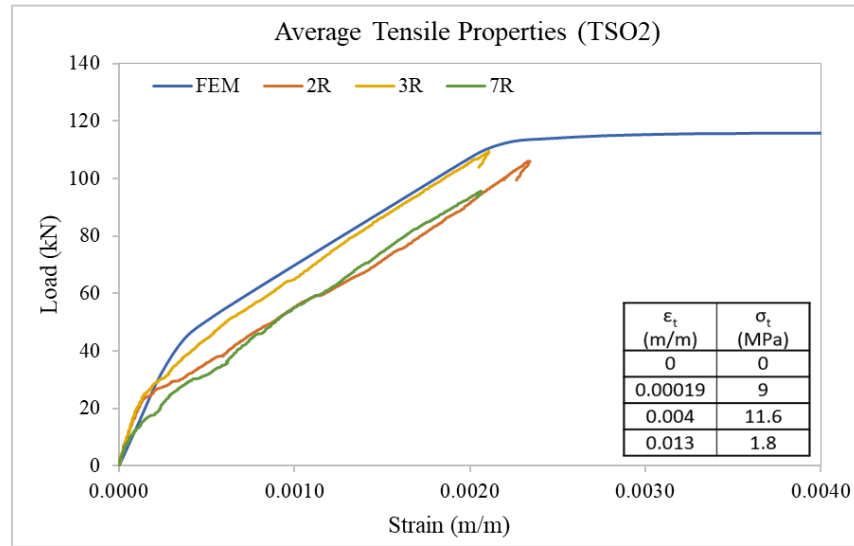 Average Tensile Properties (TSO2)
FEM 2R 3R 7R
140
120
100
80
60
40
20
0
Load (kN)
0.0000 0.0010 0.0020 0.0030 0.0040
Strain (m/m)
εt (m/m) σt (MPa)
0 0
0.00019 9
0.004 11.6
0.013 1.8